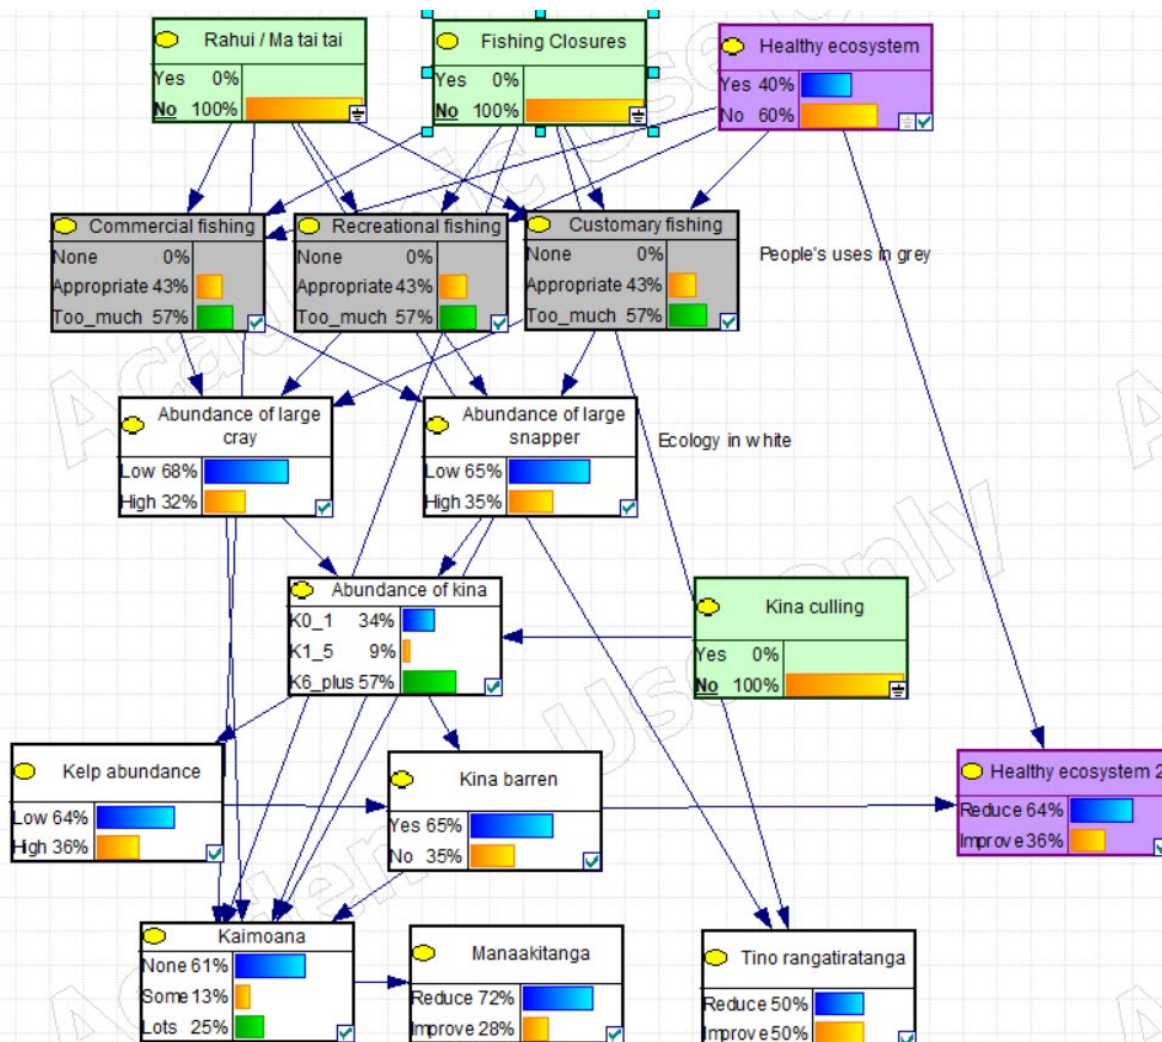 Rahui / Ma tai tai
Yes 0%
No 100%
Fishing Closures
Yes 0%
No 100%
Healthy ecosystem
Yes 40%
No 60%
Commercial fishing
None 0%
Appropriate 43%
Too_much 57%
Recreational fishing
None 0%
Appropriate 43%
Too_much 57%
Customary fishing
None 0%
Appropriate 43%
Too_much 57%
People's uses in grey
Abundance of large
cray
Low 68%
High 32%
Abundance of large
snapper
Low 65%
High 35%
Ecology in white
Abundance of kina
K0_1 34%
K1_5 9%
K6_plus 57%
Kina culling
Yes 0%
No 100%
Kelp abundance
Low 64%
High 36%
Kina barren
Yes 65%
No 35%
Healthy ecosystem 2
Reduce 64%
Improve 36%
Kaimoana
None 61%
Some 13%
Lots 25%
Manaakitanga
Reduce 72%
Improve 28%
Tino rangatiratanga
Reduce 50%
Improve 50%